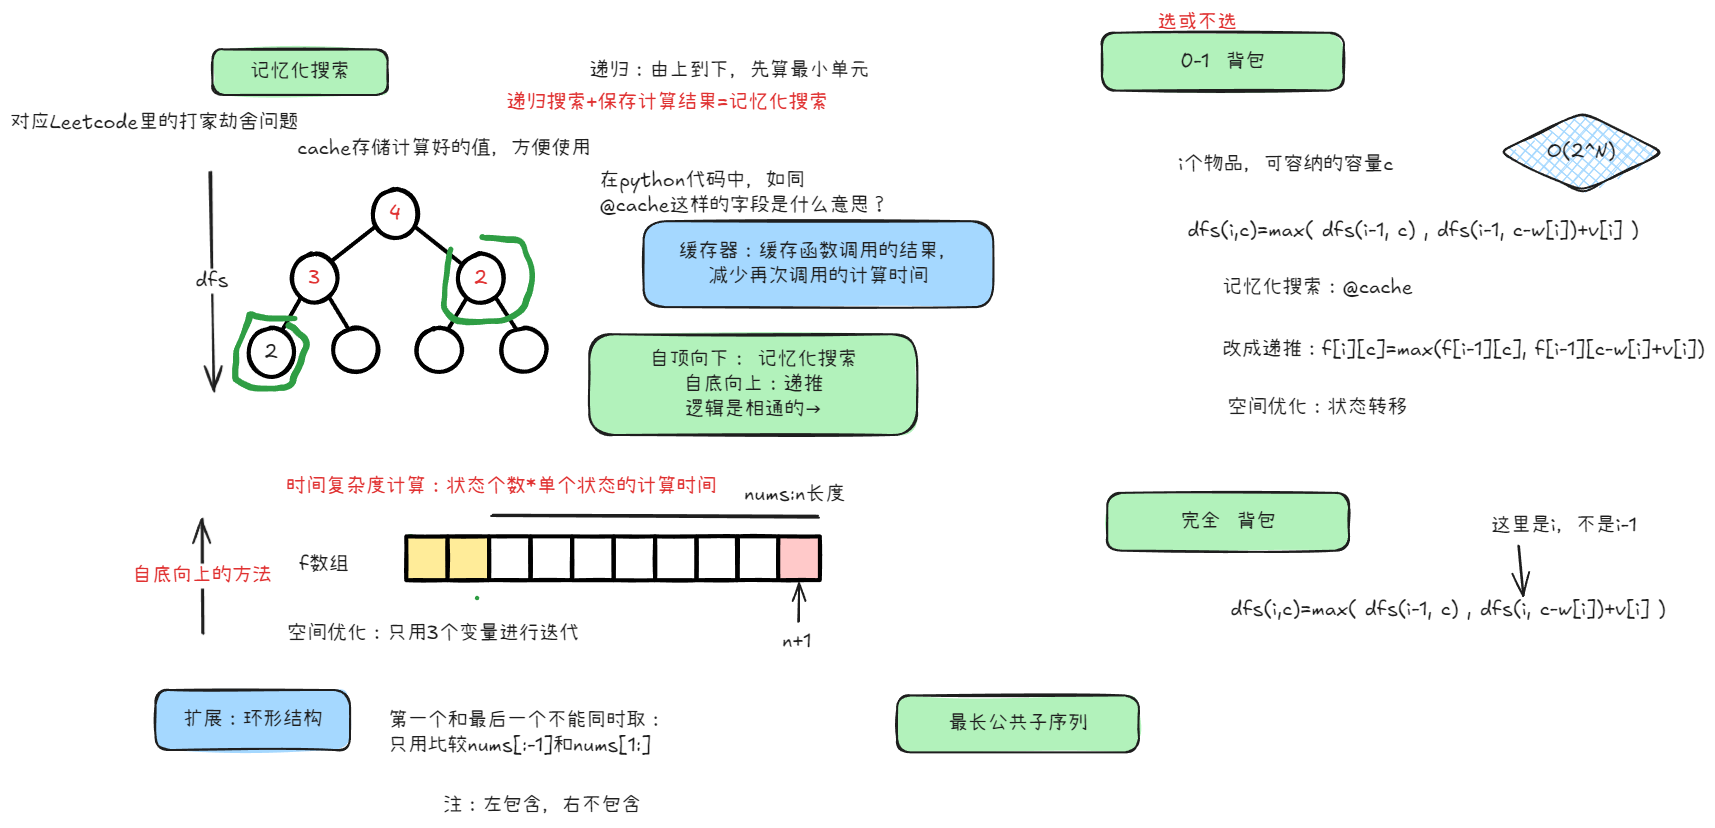 记忆化搜索
对应Leetcode里的打家劫舍问题
递归：由上到下，先算最小单元
递归搜索+保存计算结果=记忆化搜索
cache存储计算好的值，方便使用
在python代码中，如同
@cache这样的字段是什么意思？
缓存器：缓存函数调用的结果，
减少再次调用的计算时间
dfs
4
3
2
2
自顶向下： 记忆化搜索
自底向上：递推
逻辑是相通的→
时间复杂度计算：状态个数*单个状态的计算时间
nums:n长度
自底向上的方法
f数组
n+1
空间优化：只用3个变量进行迭代
扩展：环形结构
第一个和最后一个不能同时取：
只用比较nums[:-1]和nums[1:]
注：左包含，右不包含
选或不选
0-1 背包
O(2^N)
i个物品，可容纳的容量c
dfs(i,c)=max( dfs(i-1, c) , dfs(i-1, c-w[i])+v[i] )
记忆化搜索：@cache
改成递推：f[i][c]=max(f[i-1][c], f[i-1][c-w[i]+v[i])
空间优化：状态转移
完全 背包
这里是i，不是i-1
dfs(i,c)=max( dfs(i-1, c) , dfs(i, c-w[i])+v[i] )
最长公共子序列